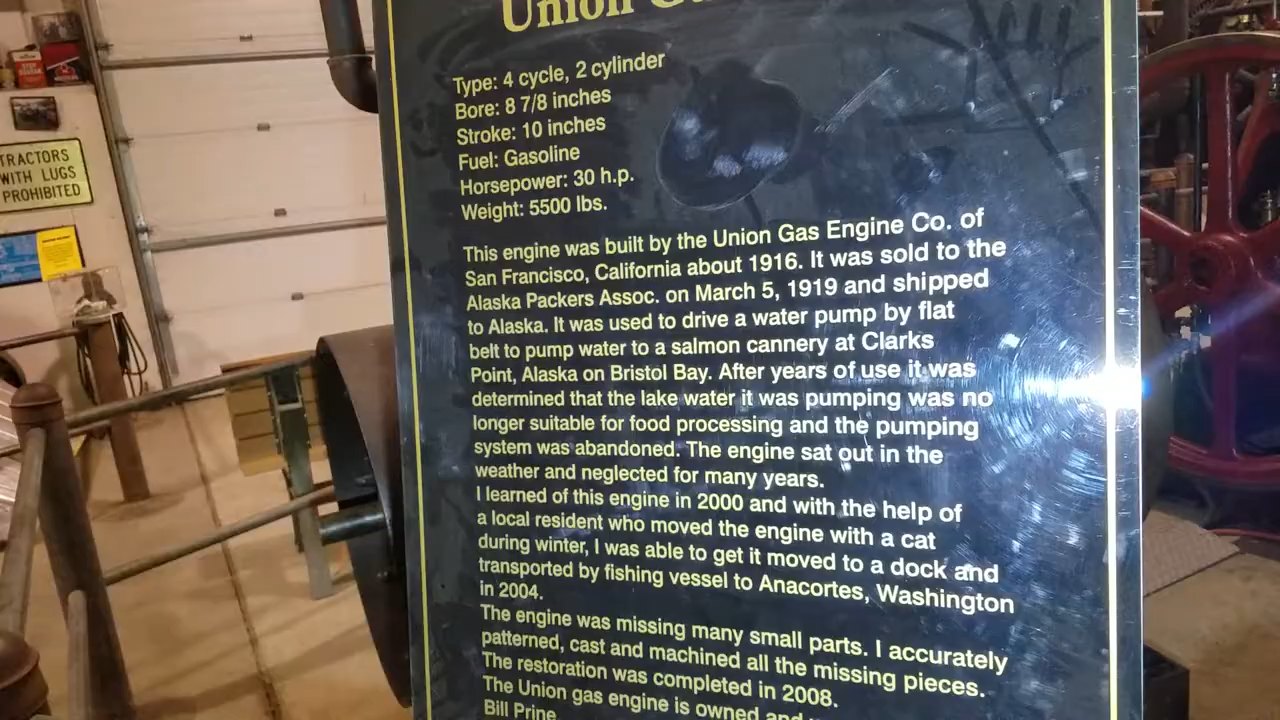 Union
Type: 4 cycle, 2 cylinder
Bore: 8 7/8 inches
Stroke: 10 inches
Fuel: Gasoline
Horsepower: 30 h.p.
Weight: 5500 lbs.
This engine was built by the Union Gas Engine Co. of
San Francisco, California about 1916. It was sold to the
Alaska Packers Assoc. on March 5, 1919 and shipped
to Alaska. It was used to drive a water pump by flat
belt to pump water to a salmon cannery at Clarks
Point, Alaska on Bristol Bay. After years of use it was
determined that the lake water it was pumping was no
longer suitable for food processing and the pumping
system was abandoned. The engine sat out in the
weather and neglected for many years.
I learned of this engine in 2000 and with the help of
a local resident who moved the engine with a cat
during winter, I was able to get it moved to a dock and
transported by fishing vessel to Anacortes, Washington
in 2004.
The engine was missing many small parts. I accurately
patterned, cast and machined all the missing pieces.
The restoration was completed in 2008.
The Union gas engine is owned and
Bill Prine
TRACTORS
WITH LUGS
PROHIBITED